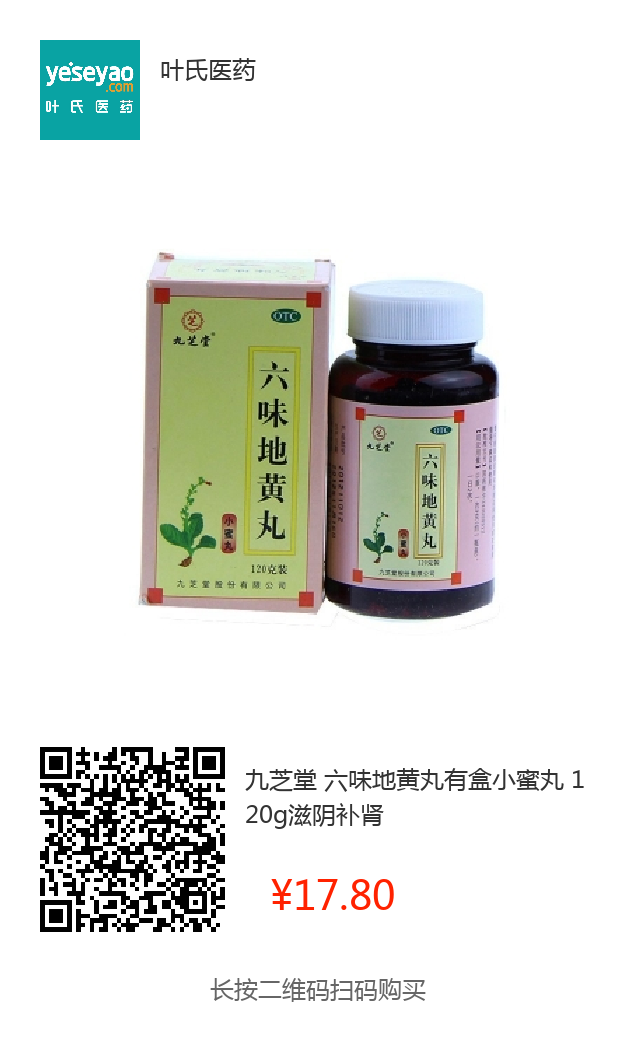 yeseyao
.com
叶氏医药
叶氏医药
OTC
九芝堂
六味地黄丸
小蜜丸
120克装
九芝堂股份有限公司
OTC
九芝堂
六味地黄丸
小蜜丸
120克装
九芝堂股份有限公司
九芝堂 六味地黄丸有盒小蜜丸 1
20g滋阴补肾
¥17.80
长按二维码扫码购买